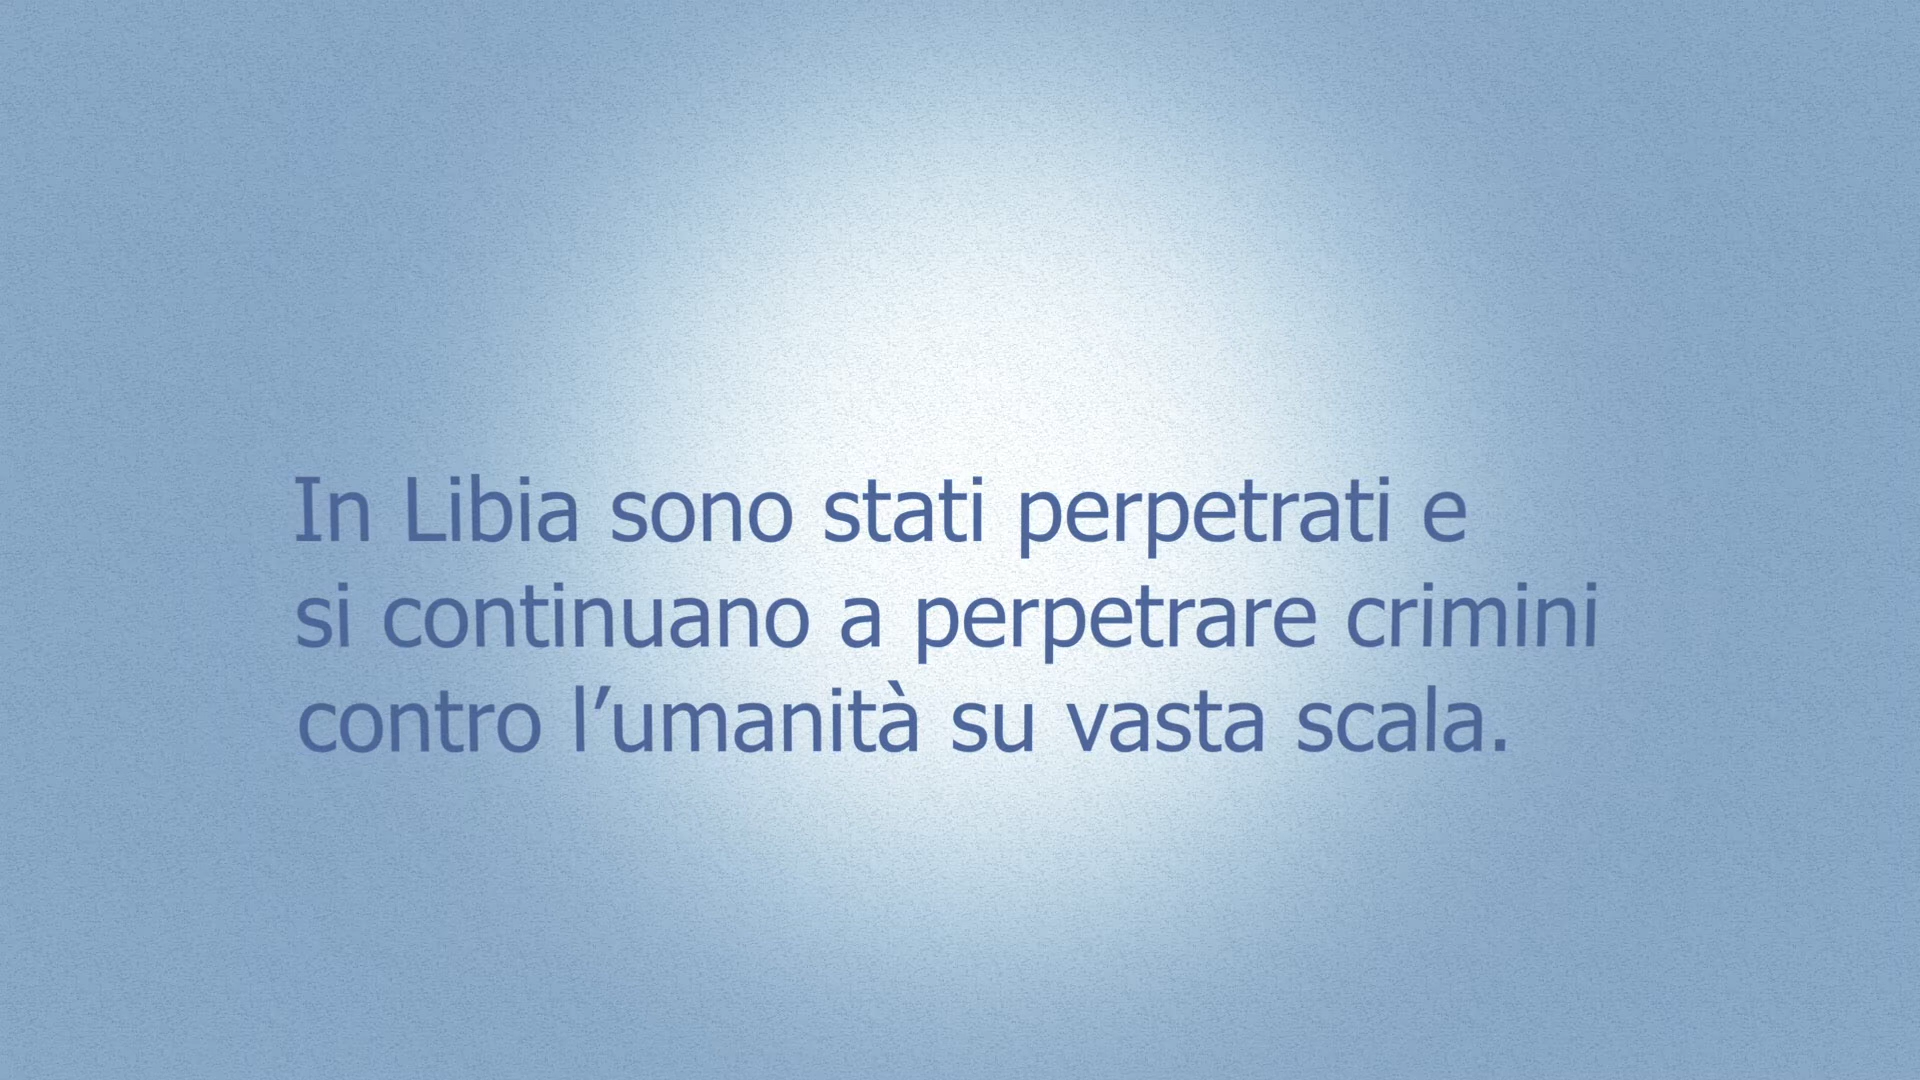 In Libia sono stati perpetrati e
si continuano a perpetrare crimini
contro l’umanità su vasta scala.